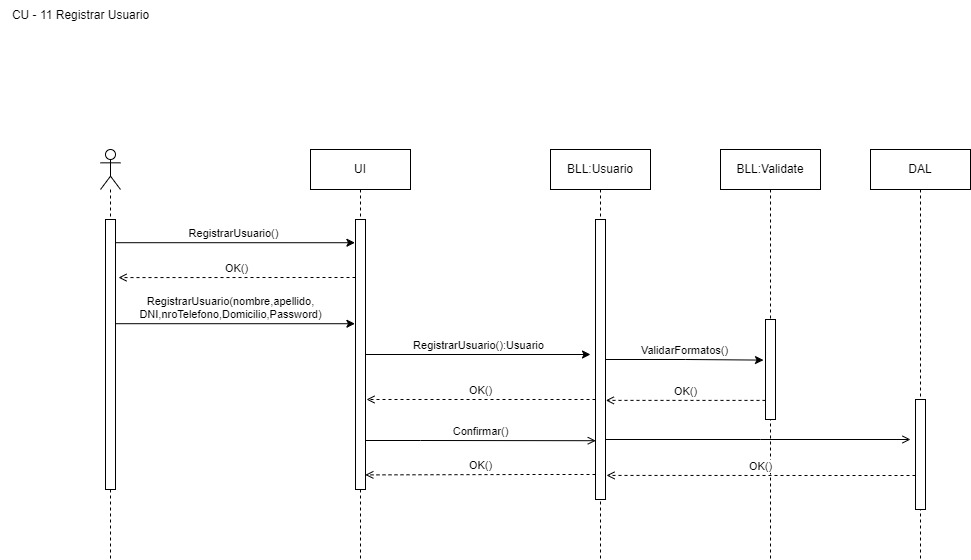 CU - 11 Registrar Usuario
UI
BLL:Usuario
BLL:Validate
DAL
RegistrarUsuario()
OK()
RegistrarUsuario(nombre,apellido,
DNI,nroTelefono,Domicilio,Password)
RegistrarUsuario():Usuario
ValidarFormatos()
OK()
OK()
Confirmar()
OK()
OK()